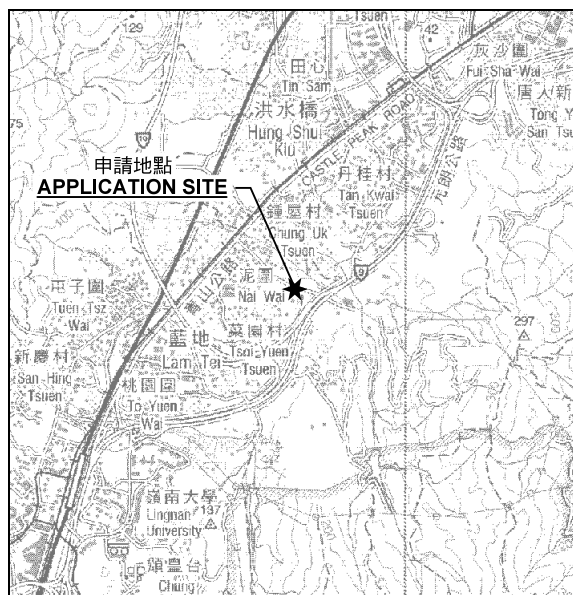 129
75
19
Tsuen
42
灰沙圍
Fui Sha Wai
田心
Tin Sam
唐人新
Tong Y
San Tsu
洪水橋
Hung Shui
Kiu
CASTLE PEAK ROAD
申請地點
APPLICATION SITE
丹桂村
Tan Kwai
Tsuen
元朗公路
鍾屋村
Chung Uk
Tsuen
9
泥圍
Nai Wai
青山公路
屯子圍
Tuen Tsz
Wai
297
藍地
Lam Tei
菜園村
Tsoi Yuen
Tsuen
新慶村
San Hing
Tsuen
桃園圍
To Yuen
Wai
嶺南大學
Lingnan
University
137
頌豐台
Chung